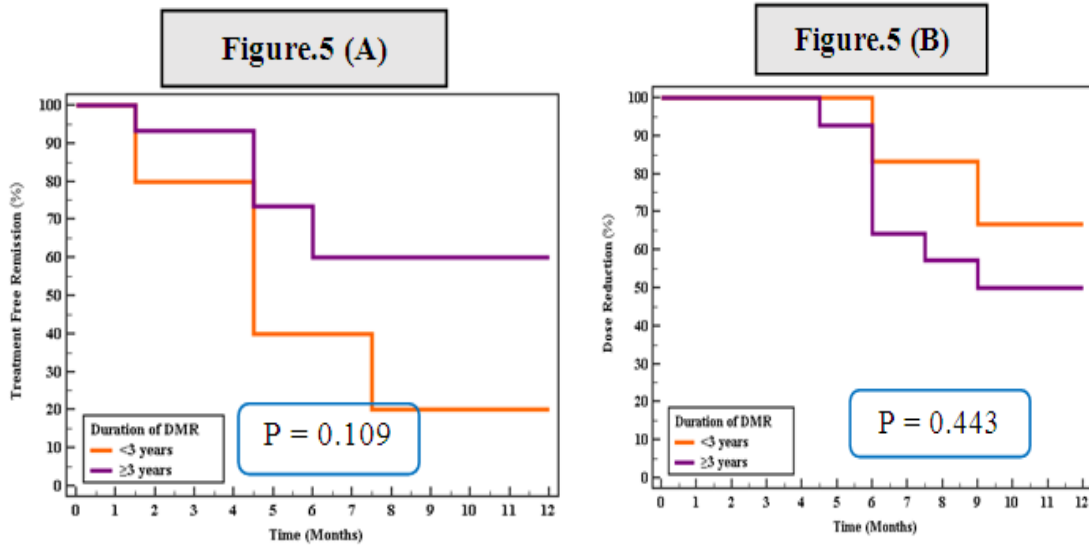 Figure.5 (A)
Treatment Free Remission (%)
100
90
80
70
60
50
40
30
20
10
0
Duration of DMR
<3 years
≥3 years
P = 0.109
0 1 2 3 4 5 6 7 8 9 10 11 12
Time (Months)
Figure.5 (B)
Dose Reduction (%)
100
90
80
70
60
50
40
30
20
10
0
Duration of DMR
<3 years
≥3 years
P = 0.443
0 1 2 3 4 5 6 7 8 9 10 11 12
Time (Months)